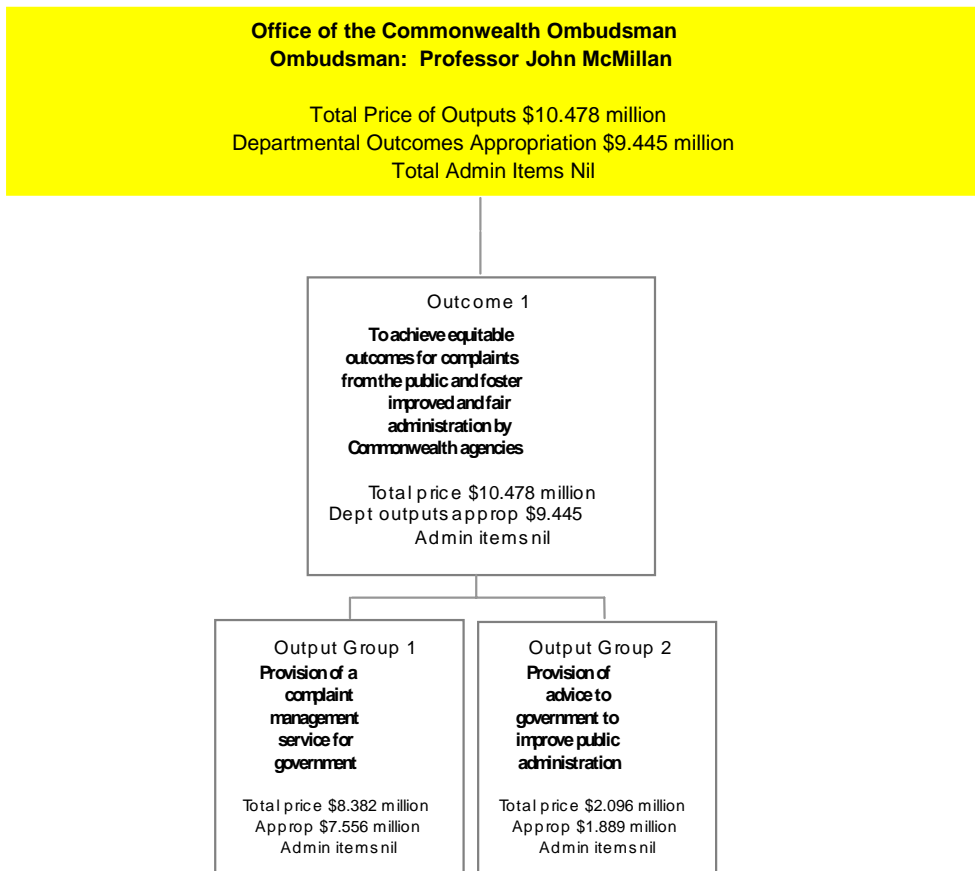 Office of the Commonwealth Ombudsman
Ombudsman: Professor John McMillan
Total Price of Outputs $10.478 million
Departmental Outcomes Appropriation $9.445 million
Total Admin Items Nil
Outcome 1
To achieve equitable
outcomes for complaints
from the public and foster
improved and fair
administration by
Commonwealth agencies
Total price $10.478 million
Dept outputs approp $9.445
Admin items nil
Output Group 1
Provision of a
complaint
management
service for
government
Total price $8.382 million
Approp $7.556 million
Admin items nil
Output Group 2
Provision of
advice to
government to
improve public
administration
Total price $2.096 million
Approp $1.889 million
Admin items nil